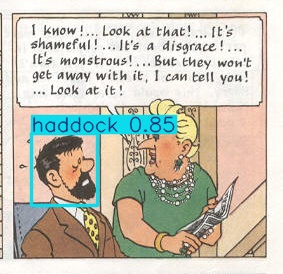 I know!... Look at that!... It's
shameful!... It's a disgrace!...
It's monstrous!... But they won't
get away with it, I can tell you!
... Look at it!
haddock 0.85